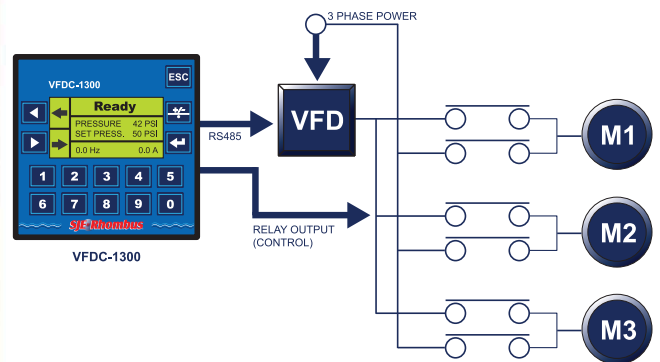 3 PHASE POWER
VFDC-1300
ESC
Ready
PRESSURE 42 PSI
SET PRESS. 50 PSI
0.0 Hz 0.0 A
+/-
1 2 3 4 5
6 7 8 9 0
SJE Rhombus
VFDC-1300
RS485
VFD
RELAY OUTPUT
(CONTROL)
M1
M2
M3